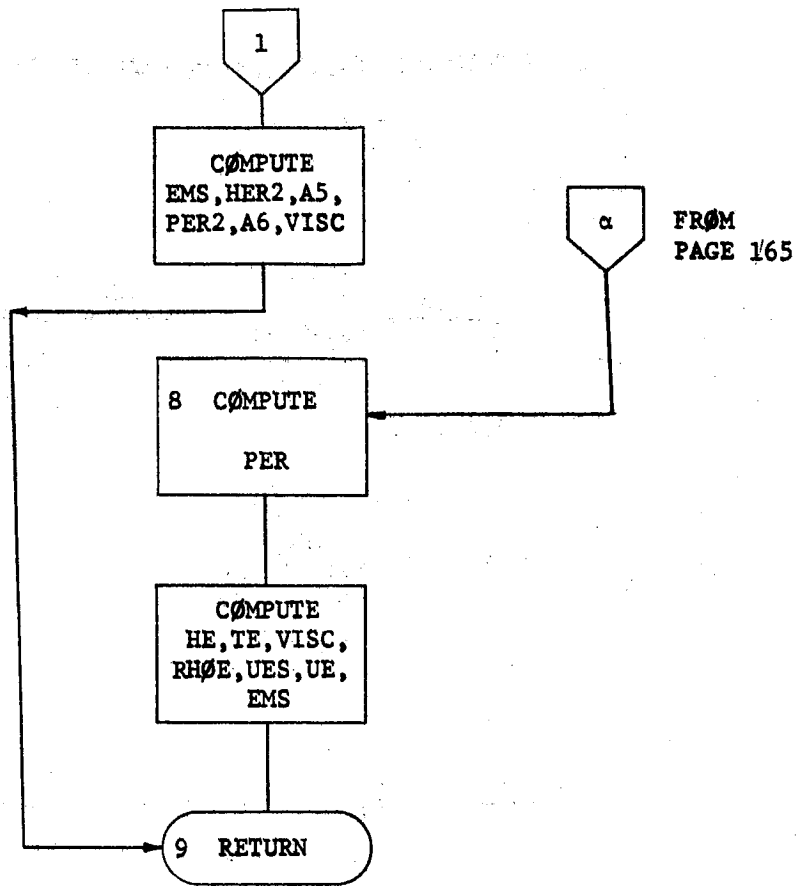 1
CØMPUTE
EMS,HER2,A5,
PER2,A6,VISC
α
FRØM
PAGE 165
8 CØMPUTE
PER
CØMPUTE
HE,TE,VISC,
RHØE,UES,UE,
EMS
9 RETURN